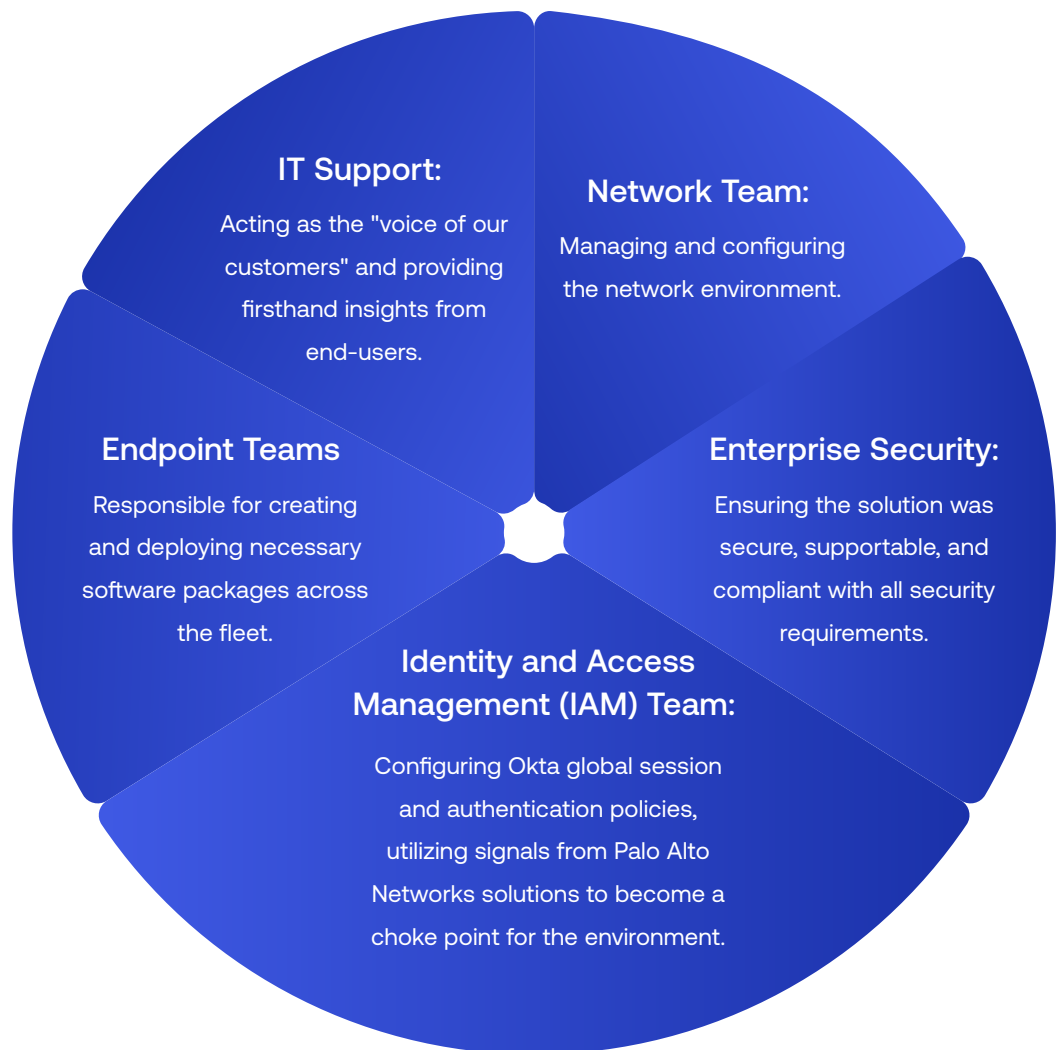 IT Support:
Acting as the "voice of our
customers" and providing
firsthand insights from
end-users.
Network Team:
Managing and configuring
the network environment.
Endpoint Teams
Responsible for creating
and deploying necessary
software packages across
the fleet.
Enterprise Security:
Ensuring the solution was
secure, supportable, and
compliant with all security
requirements.
Identity and Access
Management (IAM) Team:
Configuring Okta global session
and authentication policies,
utilizing signals from Palo Alto
Networks solutions to become a
choke point for the environment.